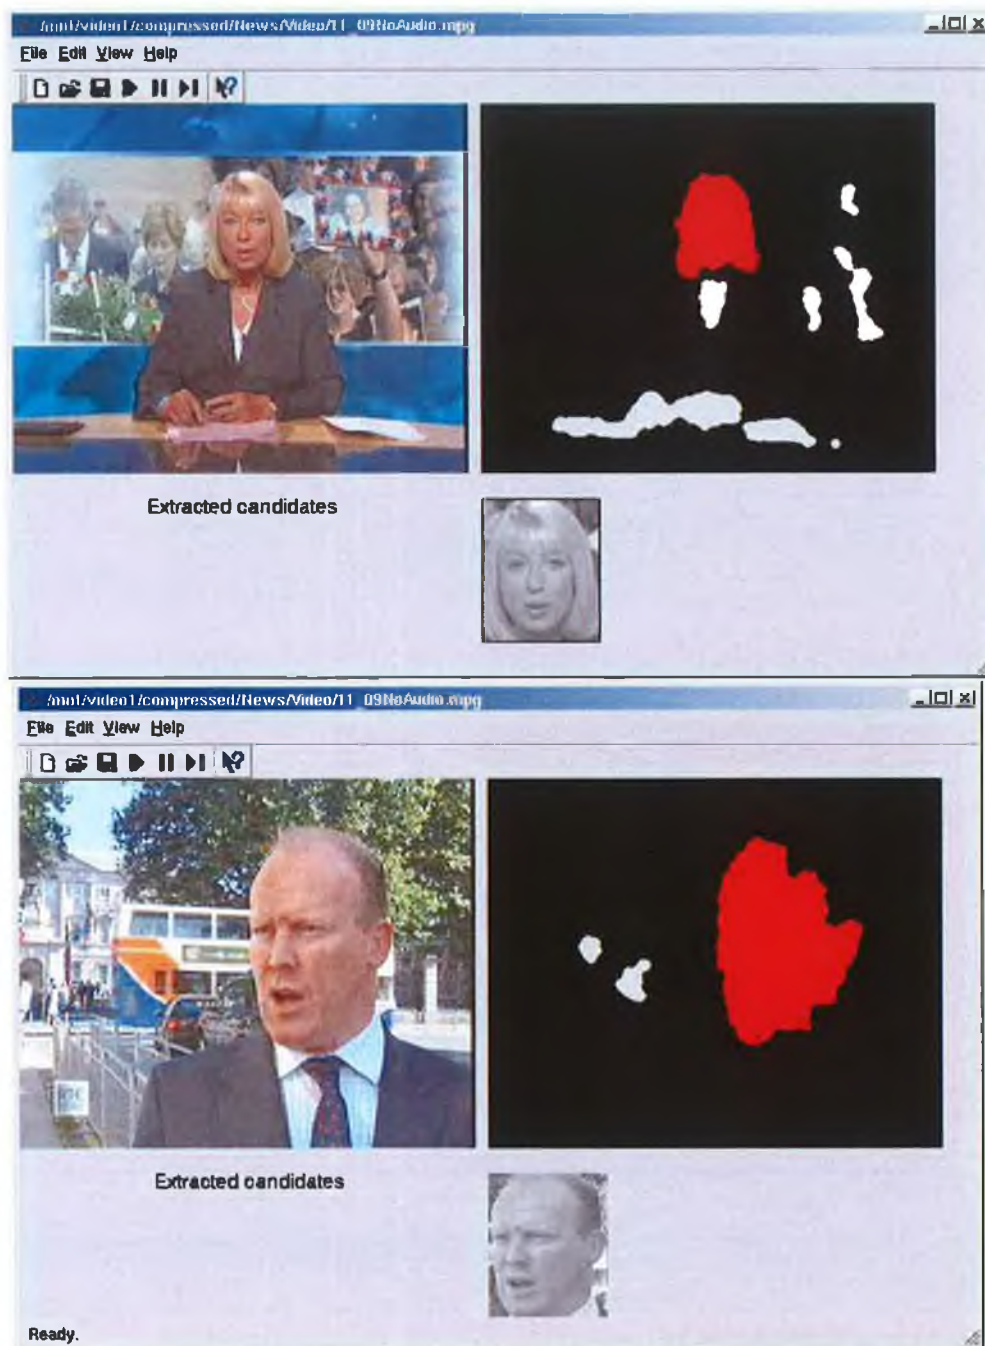 /mnt/video1/compressed/News/Video/11_09NoAudio.mpg
File Edit View Help
Extracted candidates
/mnt/video1/compressed/News/Video/11_09NoAudio.mpg
File Edit View Help
RTE
Extracted candidates
Ready.